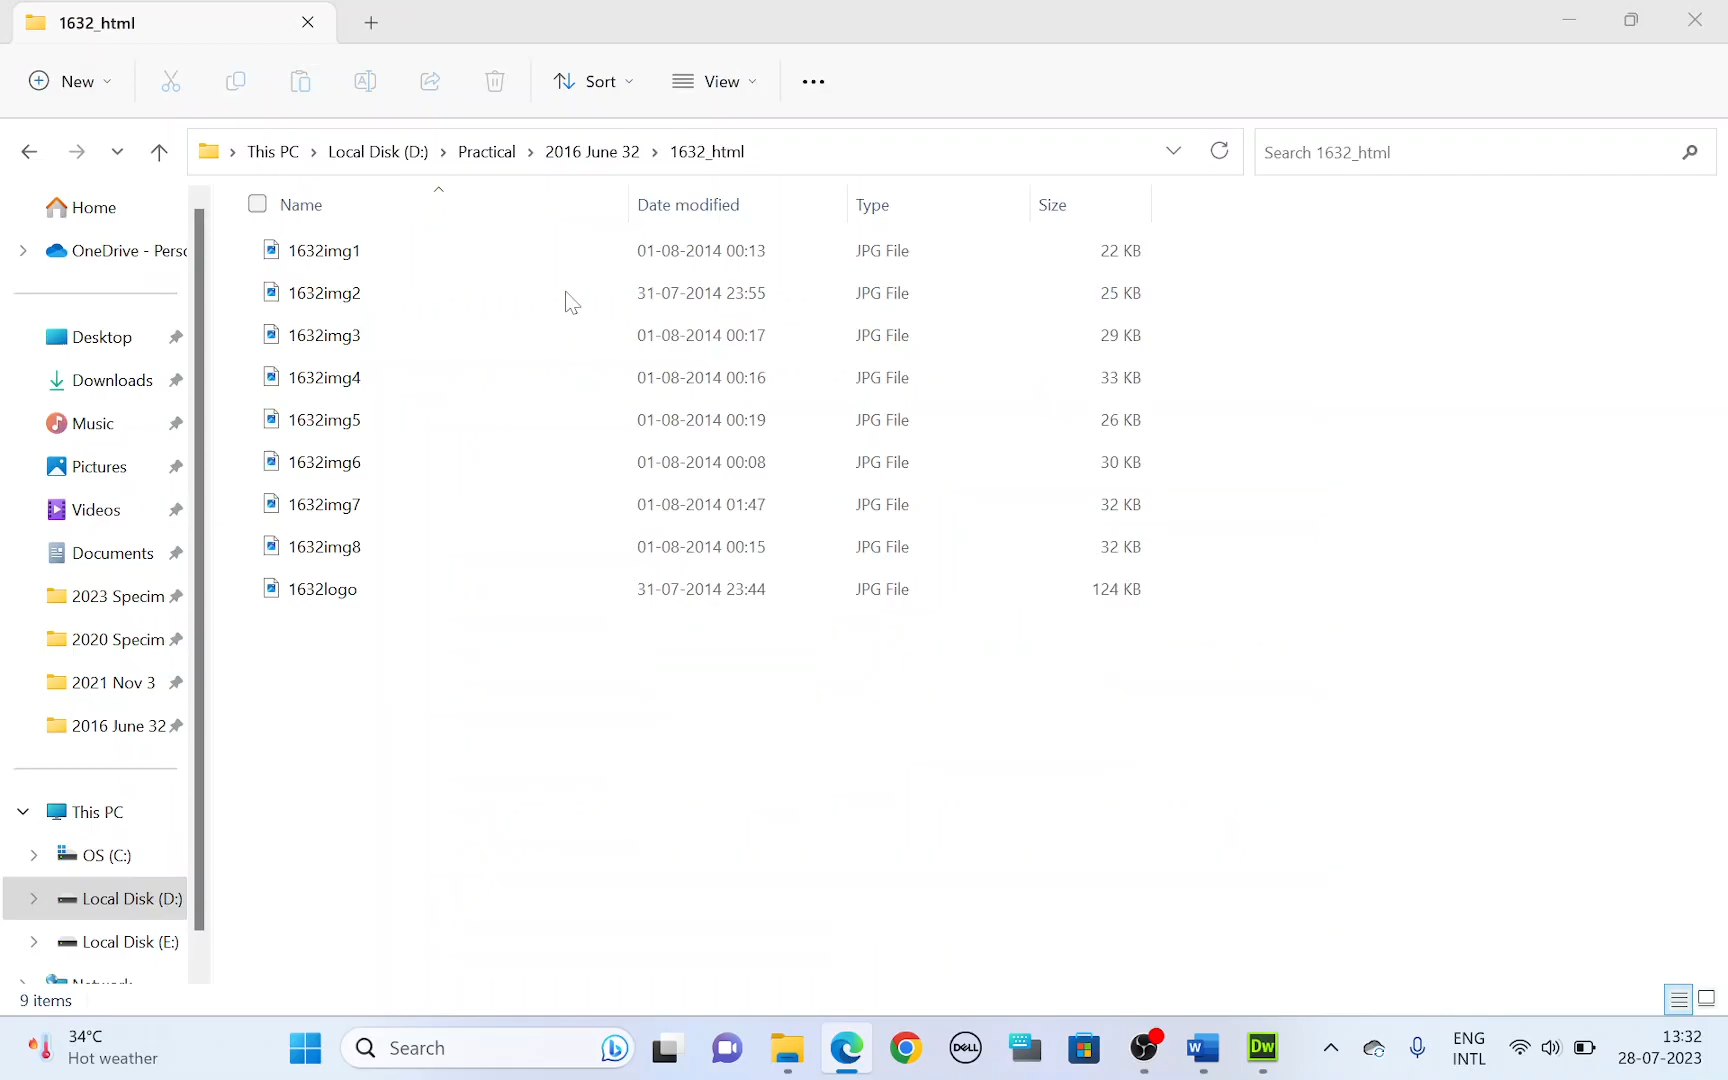 1632_html
New
Sort
View
This PC > Local Disk (D:) > Practical > 2016 June 32 > 1632_html
Search 1632_html
Home
OneDrive - Perso
Desktop
Downloads
Music
Pictures
Videos
Documents
2023 Specim
2020 Specim
2021 Nov 3
2016 June 32
This PC
OS (C:)
Local Disk (D:)
Local Disk (E:)
Name Date modified Type Size
1632img1 01-08-2014 00:13 JPG File 22 KB
1632img2 31-07-2014 23:55 JPG File 25 KB
1632img3 01-08-2014 00:17 JPG File 29 KB
1632img4 01-08-2014 00:16 JPG File 33 KB
1632img5 01-08-2014 00:19 JPG File 26 KB
1632img6 01-08-2014 00:08 JPG File 30 KB
1632img7 01-08-2014 01:47 JPG File 32 KB
1632img8 01-08-2014 00:15 JPG File 32 KB
1632logo 31-07-2014 23:44 JPG File 124 KB
9 items
34°C
Hot weather
Search
DELL
W
Dw
ENG
INTL
13:32
28-07-2023